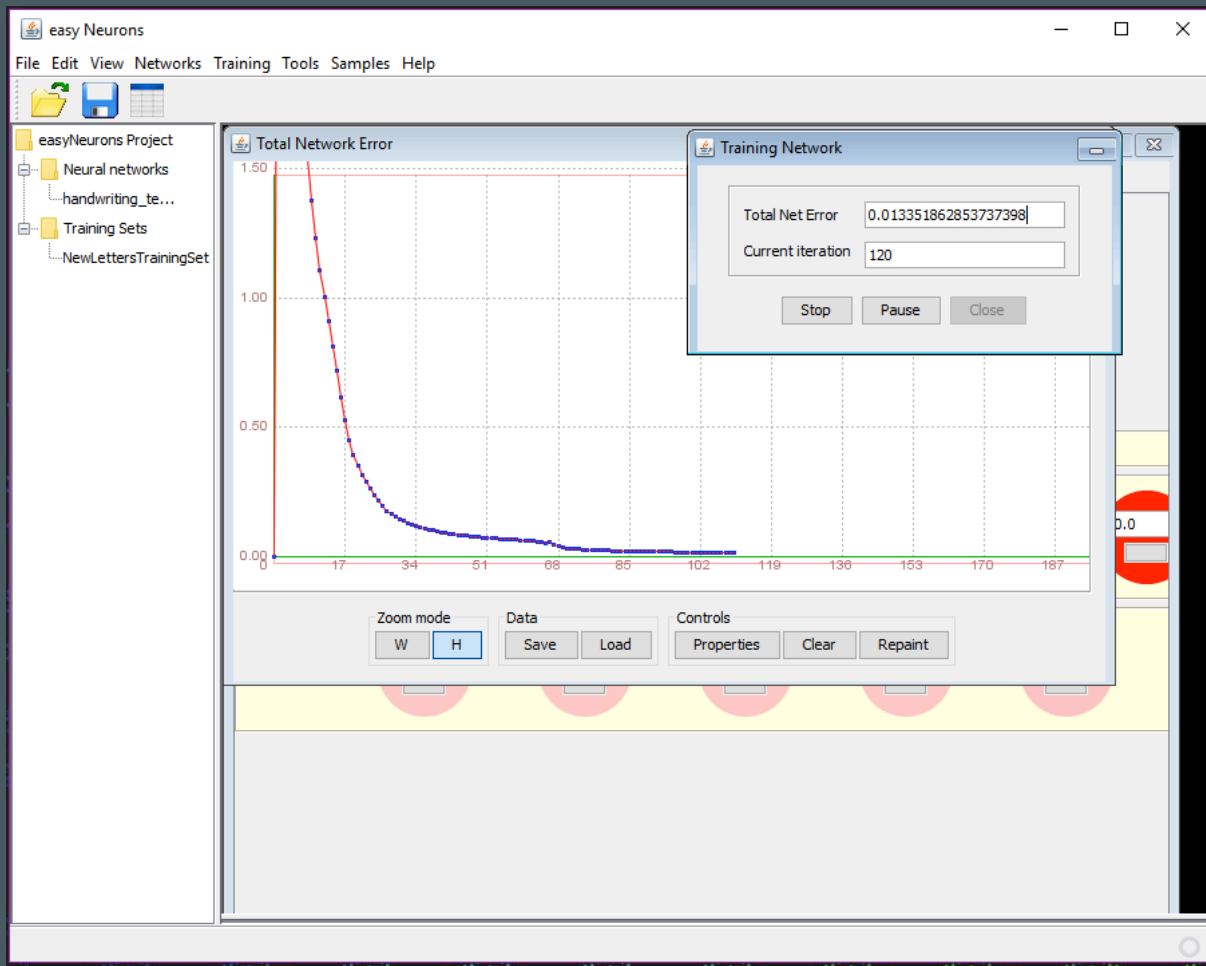 easy Neurons
File Edit View Networks Training Tools Samples Help
easyNeurons Project
Neural networks
handwriting_te...
Training Sets
NewLettersTrainingSet
Total Network Error
1.50
1.00
0.50
0.00
0 17 34 51 68 85 102 119 136 153 170 187
Zoom mode
W H
Data
Save Load
Controls
Properties Clear Repaint
Training Network
Total Net Error 0.013351862853737398
Current iteration 120
Stop Pause Close
0.0